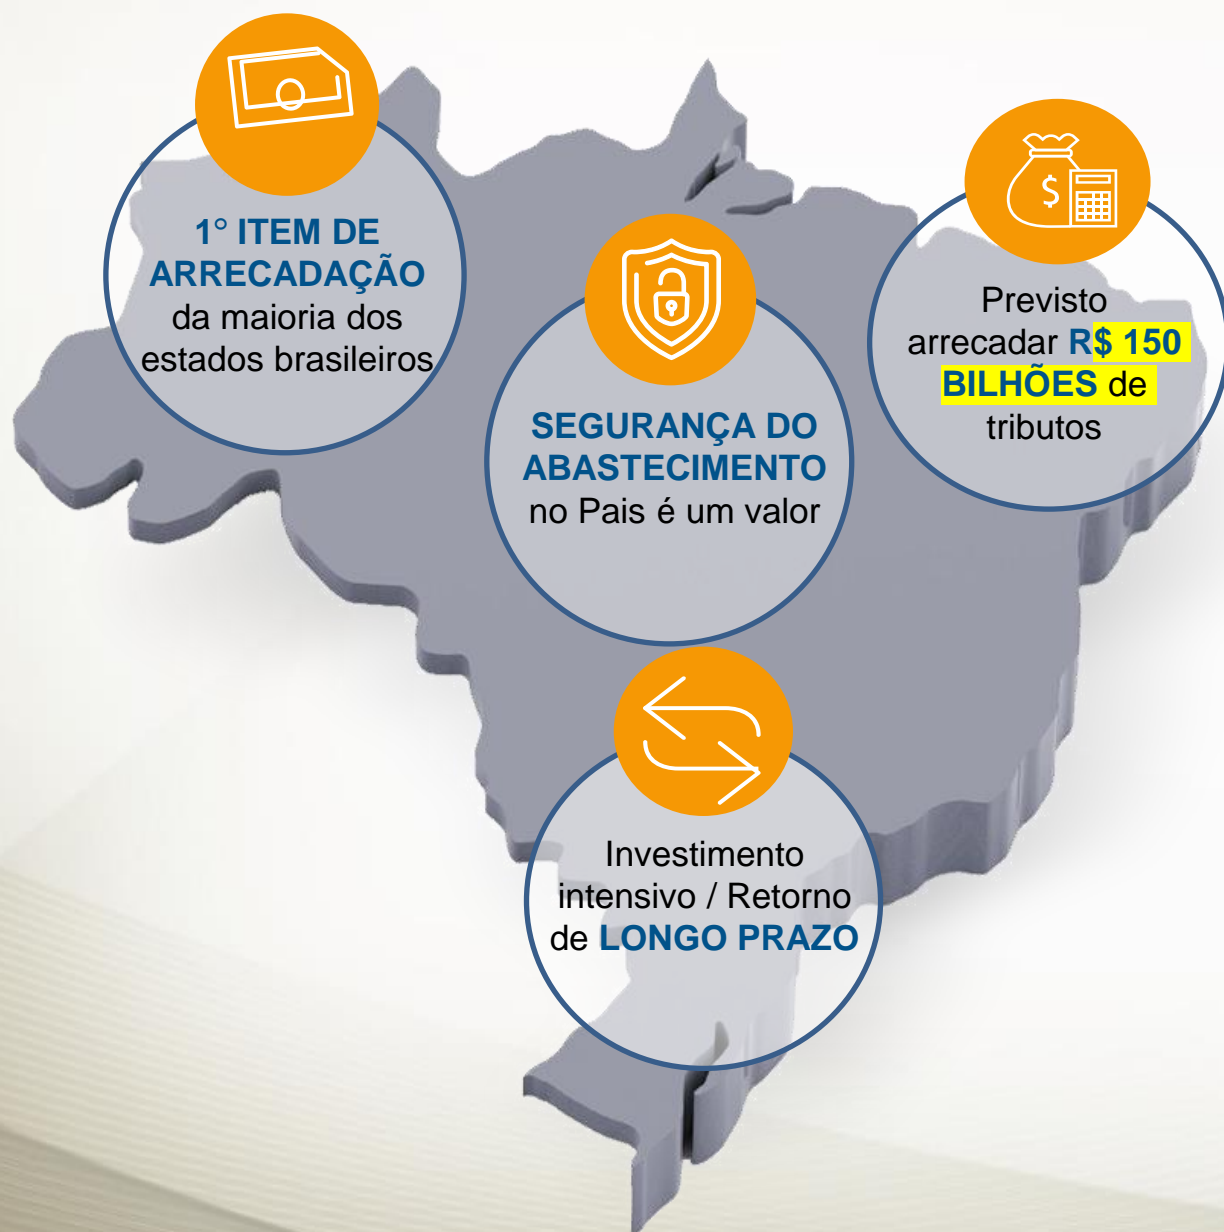 1° ITEM DE
ARRECADAÇÃO
da maioria dos
estados brasileiros
SEGURANÇA DO
ABASTECIMENTO
no Pais é um valor
Previsto
arrecadar R$ 150
BILHÕES de
tributos
Investimento
intensivo / Retorno
de LONGO PRAZO
$